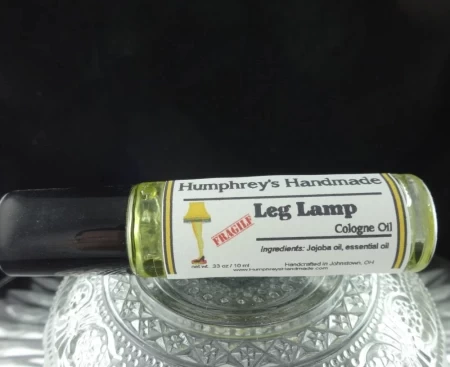 Humphrey's Handmade
Leg Lamp
FRAGILE
Cologne Oil
Ingredients: Jojoba oil, essential oil
Handcrafted in Johnstown, OH
net wt. .33 oz / 10 ml
www.humphreyshandmade.com